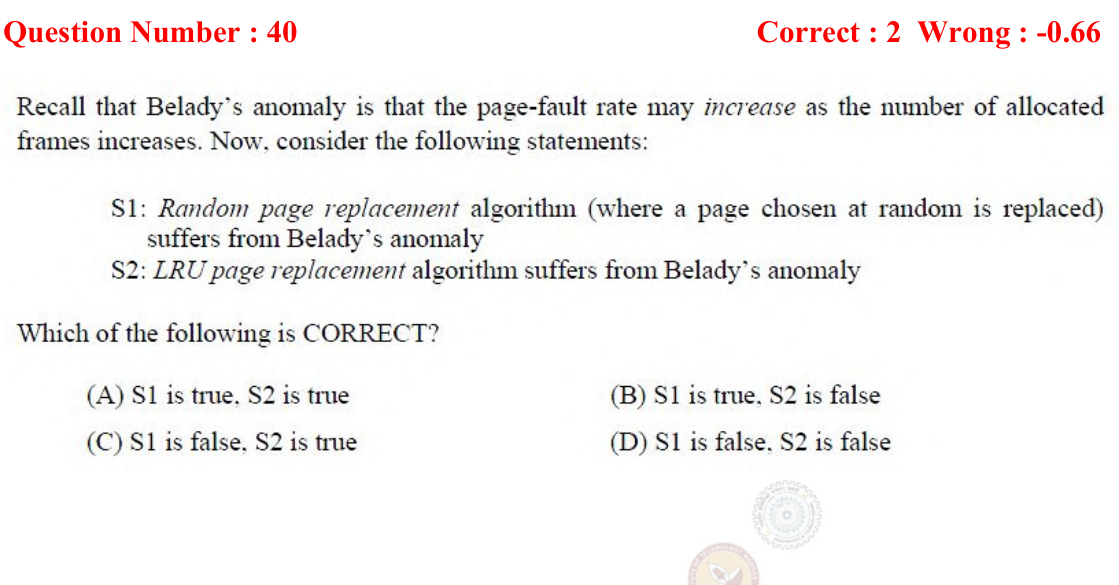 Question Number : 40 Correct : 2 Wrong : -0.66
Recall that Belady's anomaly is that the page-fault rate may increase as the number of allocated
frames increases. Now, consider the following statements:
S1: Random page replacement algorithm (where a page chosen at random is replaced)
suffers from Belady's anomaly
S2: LRU page replacement algorithm suffers from Belady's anomaly
Which of the following is CORRECT?
(A) S1 is true, S2 is true (B) S1 is true, S2 is false
(C) S1 is false, S2 is true (D) S1 is false, S2 is false